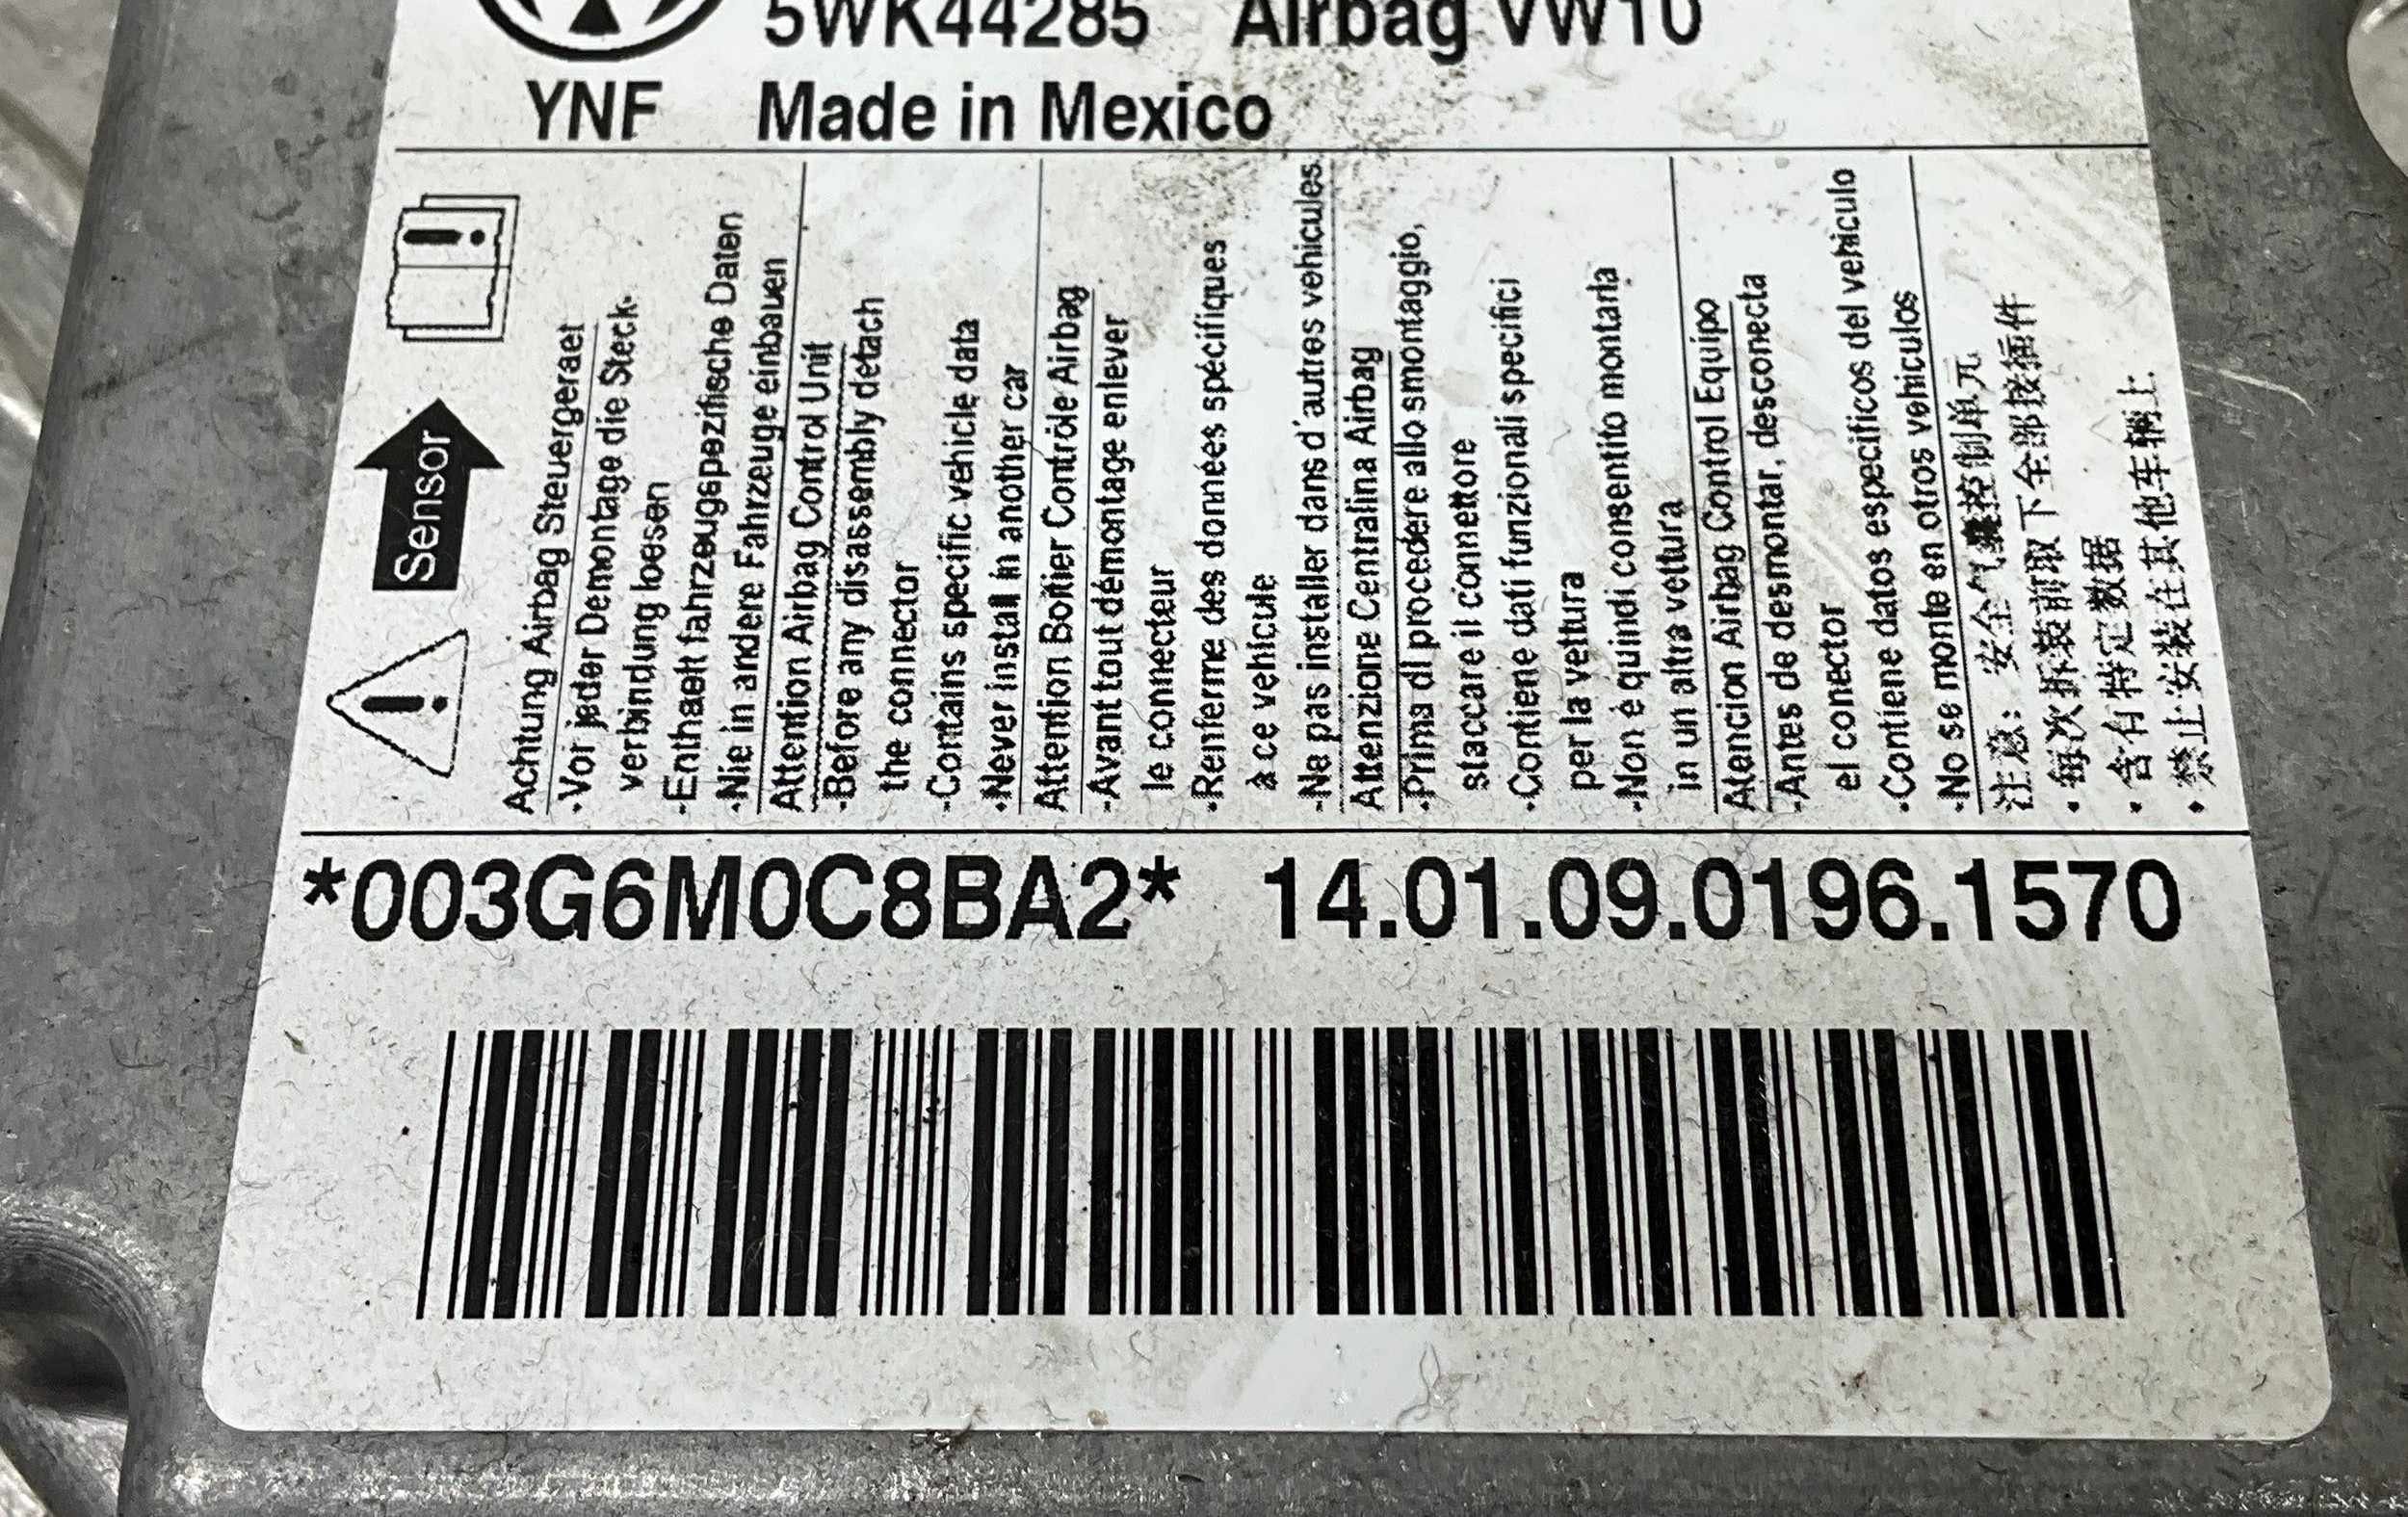 5WK44285 Airbag VW10
YNF Made in Mexico
Sensor
Achtung Airbag Steuergeraet
-Vor jeder Demontage die Steck-
verbindung loesen
-Enthaelt fahrzeugspezifische Daten
-Nie in andere Fahrzeuge einbauen
Attention Airbag Control Unit
-Before any disassembly detach
the connector
-Contains specific vehicle data
-Never install in another car
Attention Boîtier Contrôle Airbag
-Avant tout démontage enlever
le connecteur
-Renferme des données spécifiques
à ce vehicule
-Ne pas installer dans d'autres vehicules
Attenzione Centralina Airbag
-Prima di procedere allo smontaggio,
staccare il connettore
-Contiene dati funzionali specifici
per la vettura
-Non è quindi consentito montarla
in un altra vettura
Atencion Airbag Control Equipo
-Antes de desmontar, desconecta
el conector
-Contiene datos especificos del vehiculo
-No se monte en otros vehiculos
注意: 安全气囊控制单元
•每次拆装前取下全部接插件
•含有特定数据
•禁止安装在其他车辆上
*003G6M0C8BA2* 14.01.09.0196.1570